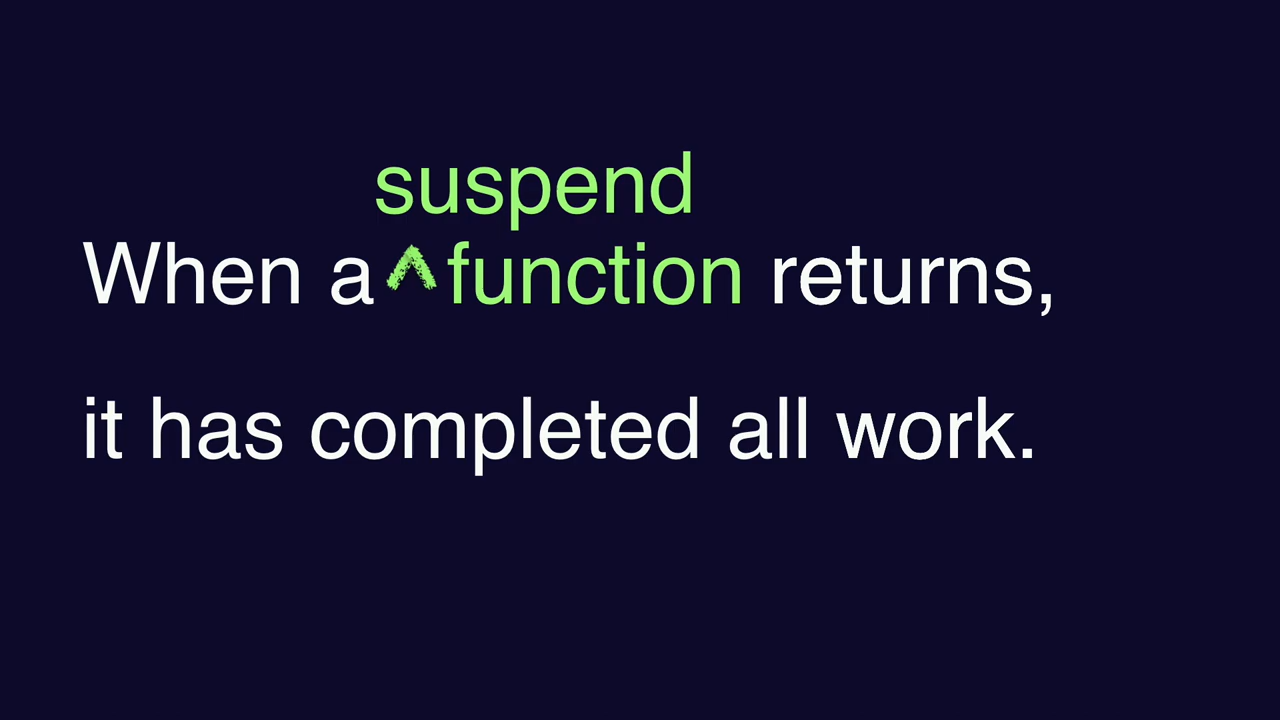 suspend
When a ^ function returns,
it has completed all work.